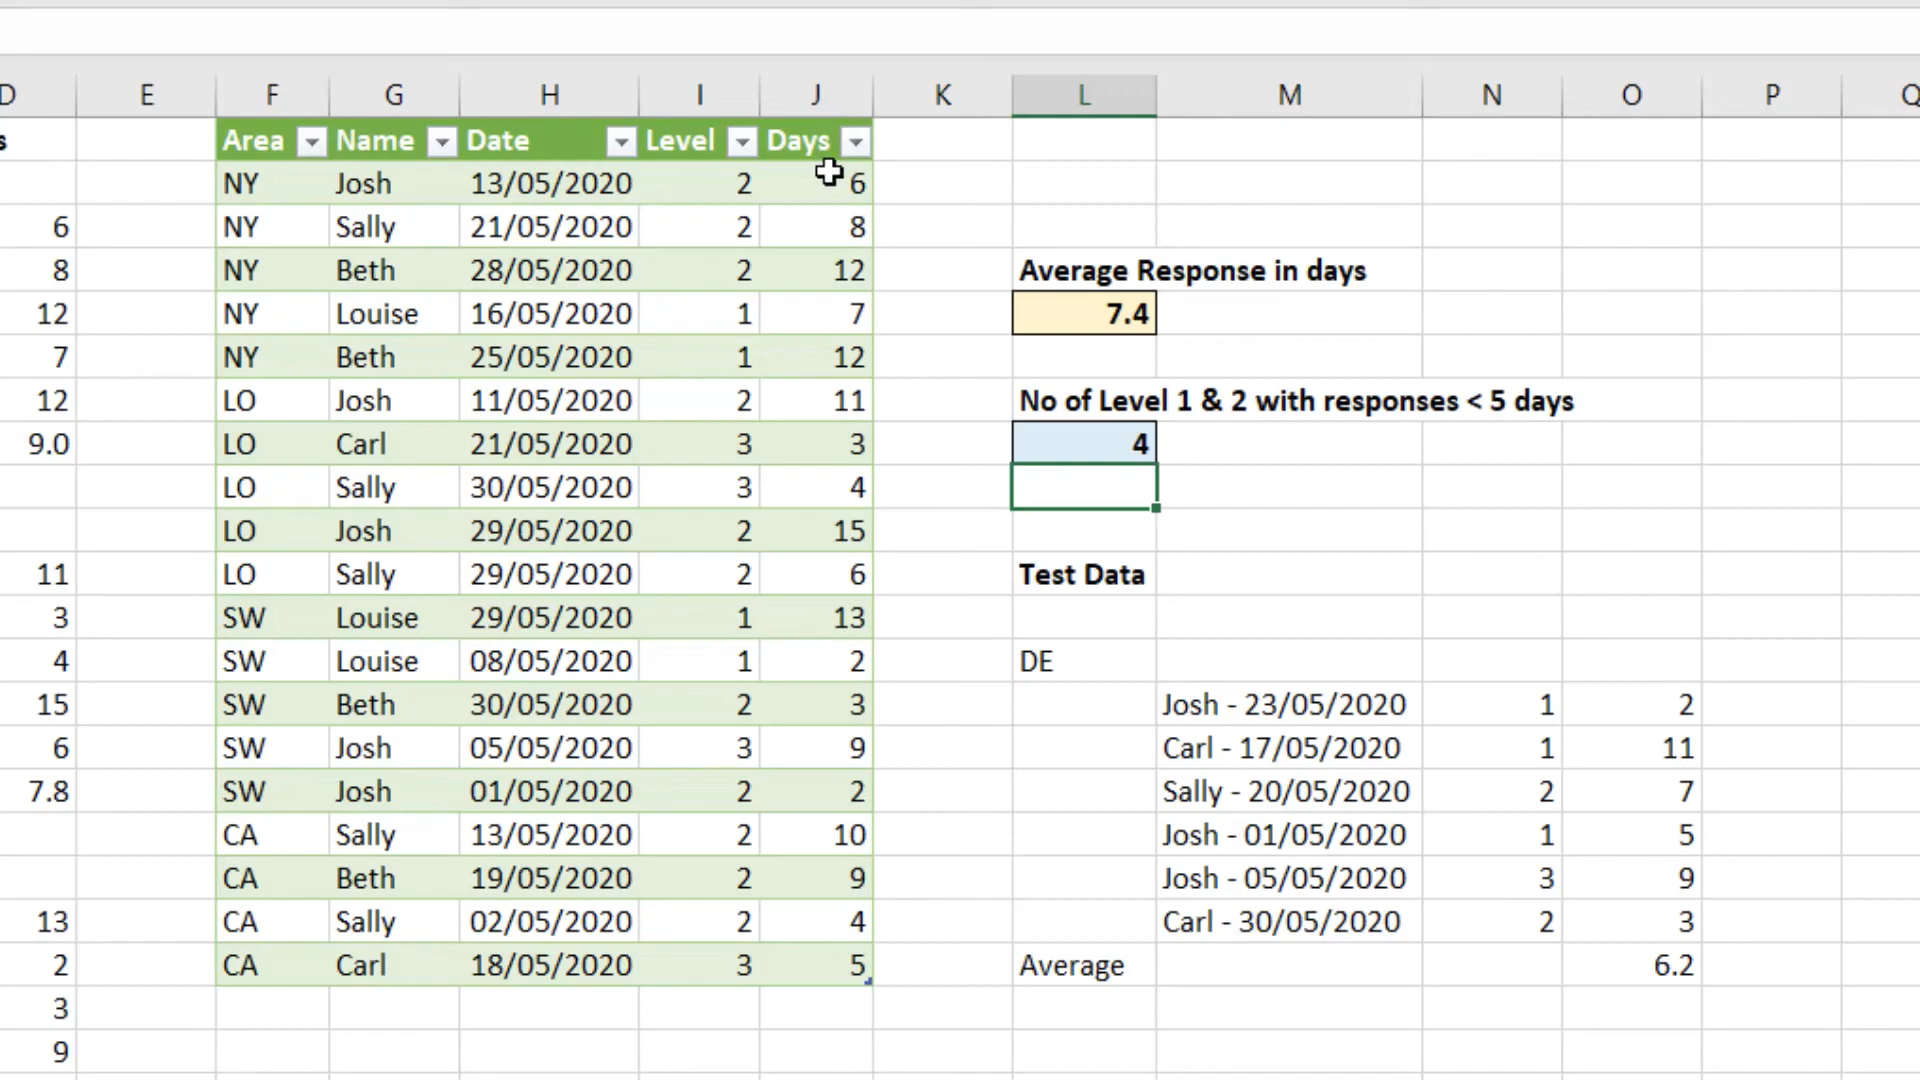 D E F G H I J K L M N O P Q
s Area Name Date Level Days
NY Josh 13/05/2020 2 6
6 NY Sally 21/05/2020 2 8
8 NY Beth 28/05/2020 2 12 Average Response in days
12 NY Louise 16/05/2020 1 7 7.4
7 NY Beth 25/05/2020 1 12
12 LO Josh 11/05/2020 2 11 No of Level 1 & 2 with responses < 5 days
9.0 LO Carl 21/05/2020 3 3 4
LO Sally 30/05/2020 3 4
LO Josh 29/05/2020 2 15
11 LO Sally 29/05/2020 2 6 Test Data
3 SW Louise 29/05/2020 1 13
4 SW Louise 08/05/2020 1 2 DE
15 SW Beth 30/05/2020 2 3 Josh - 23/05/2020 1 2
6 SW Josh 05/05/2020 3 9 Carl - 17/05/2020 1 11
7.8 SW Josh 01/05/2020 2 2 Sally - 20/05/2020 2 7
CA Sally 13/05/2020 2 10 Josh - 01/05/2020 1 5
CA Beth 19/05/2020 2 9 Josh - 05/05/2020 3 9
13 CA Sally 02/05/2020 2 4 Carl - 30/05/2020 2 3
2 CA Carl 18/05/2020 3 5 Average 6.2
3
9